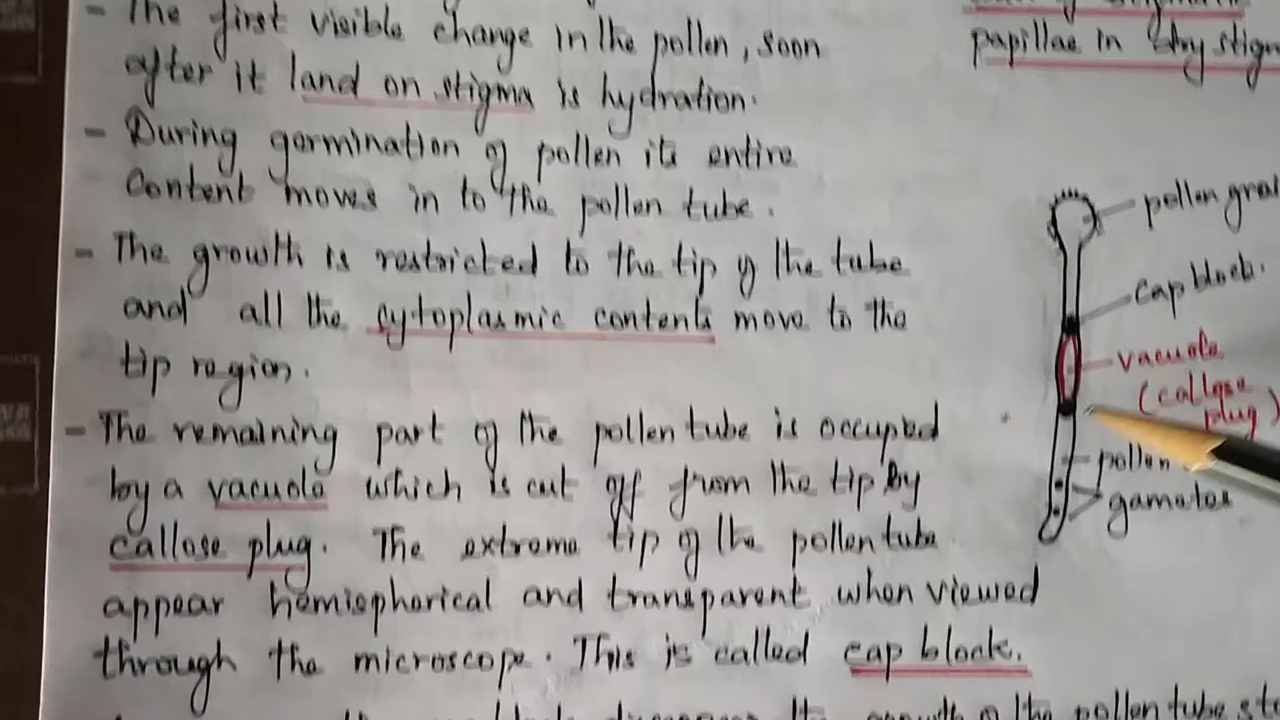 - The first visible change in the pollen, soon
after it land on stigma is hydration.
- During germination of pollen its entire
content moves in to the pollen tube.
- The growth is restricted to the tip of the tube
and all the cytoplasmic contents move to the
tip region.
- The remaining part of the pollen tube is occupied
by a vacuole which is cut off from the tip by
callose plug. The extreme tip of the pollen tube
appear hemispherical and transparent when viewed
through the microscope. This is called cap block.
growth of the pollen tube
papillae in dry
pollen
cap block.
vacuole
(callose
plug)
pollen
gametes